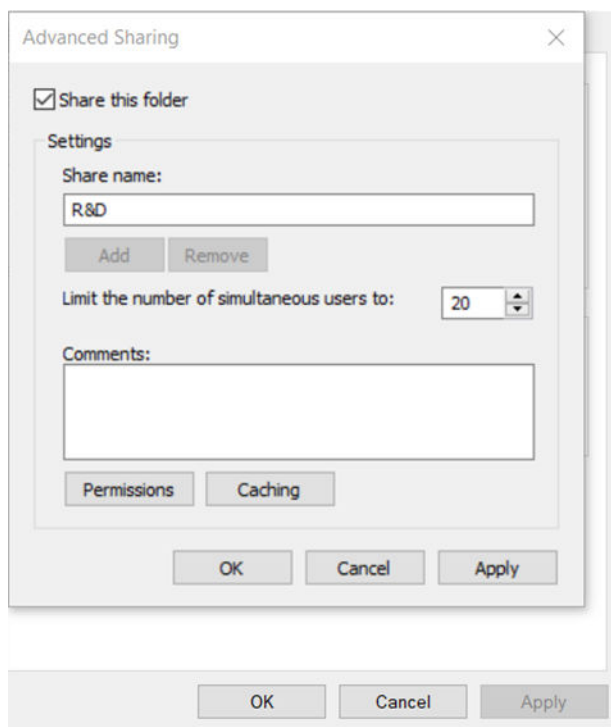 Advanced Sharing
Share this folder
Settings
Share name:
R&D
Add Remove
Limit the number of simultaneous users to: 20
Comments:
Permissions Caching
OK Cancel Apply
OK Cancel Apply